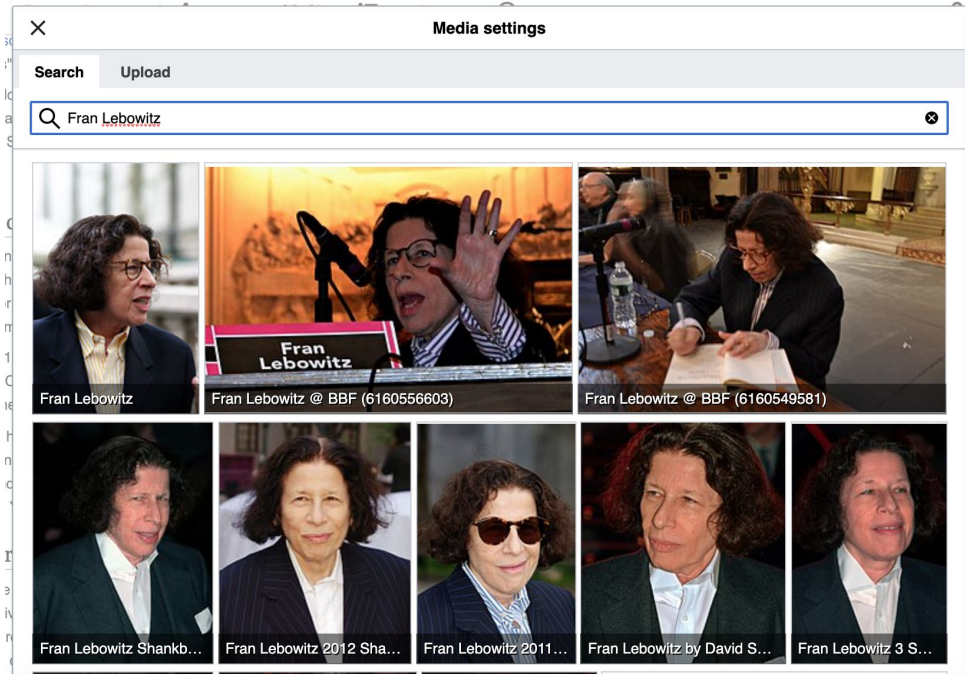 Media settings
Search
Upload
Fran Lebowitz
Fran
Lebowitz
Fran Lebowitz
Fran Lebowitz @ BBF (6160556603)
Fran Lebowitz @ BBF (6160549581)
Fran Lebowitz Shankb...
Fran Lebowitz 2012 Sha...
Fran Lebowitz 2011...
Fran Lebowitz by David S...
Fran Lebowitz 3 S...